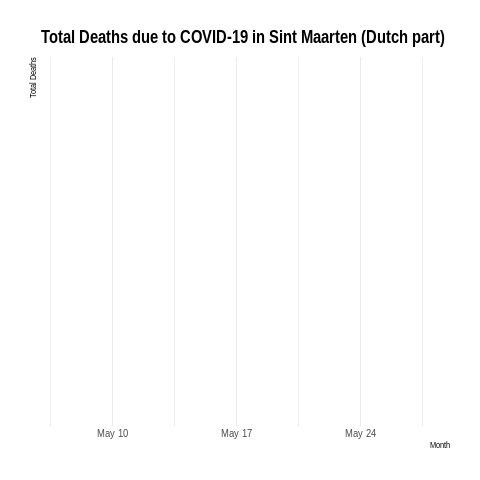 Total Deaths due to COVID-19 in Sint Maarten (Dutch part)
Total Deaths
May 10
May 17
May 24
Month